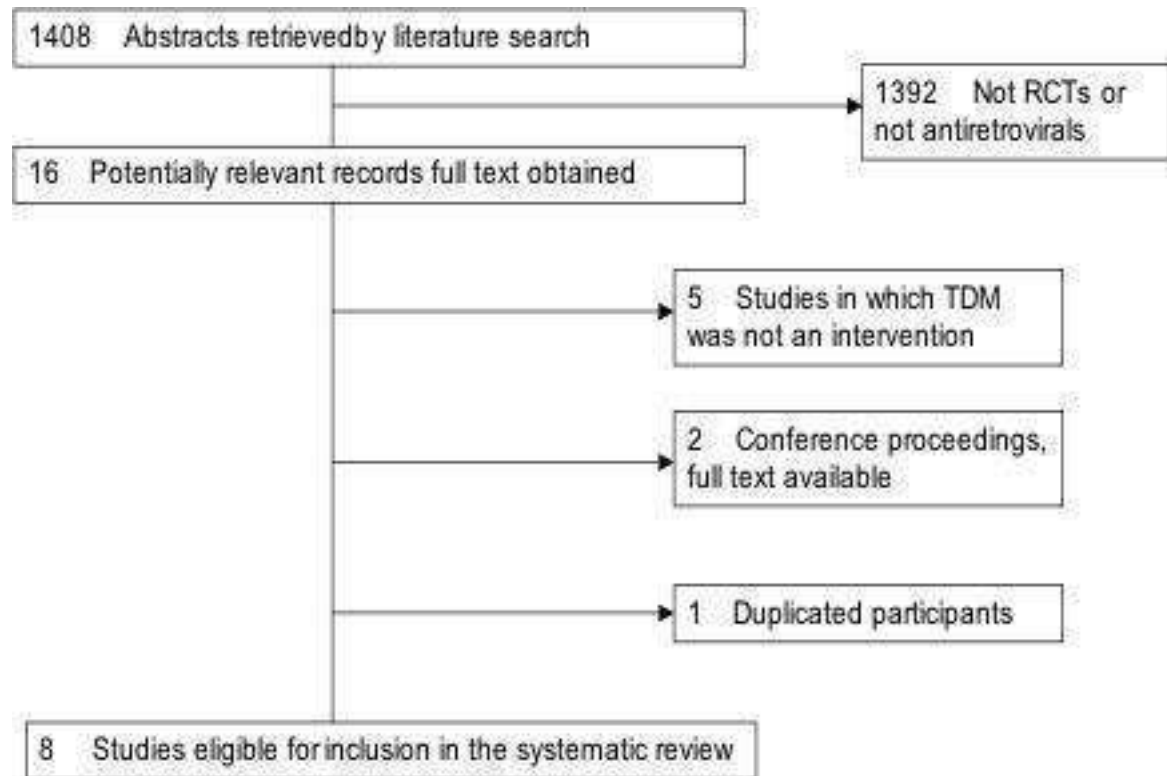 1408 Abstracts retrievedby literature search
1392 Not RCTs or
not antiretrovirals
16 Potentially relevant records full text obtained
5 Studies in which TDM
was not an intervention
2 Conference proceedings,
full text available
1 Duplicated participants
8 Studies eligible for inclusion in the systematic review